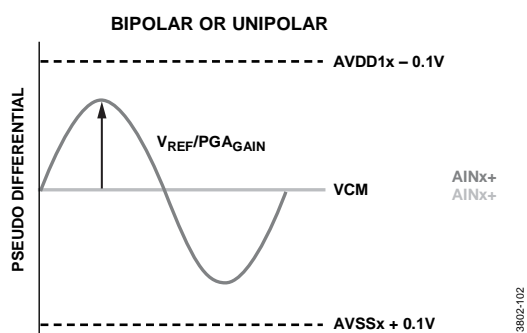 BIPOLAR OR UNIPOLAR
AVDD1x – 0.1V
PSEUDO DIFFERENTIAL
VREF/PGAGAIN
VCM
AINx+
AINx+
AVSSx + 0.1V
3802-102